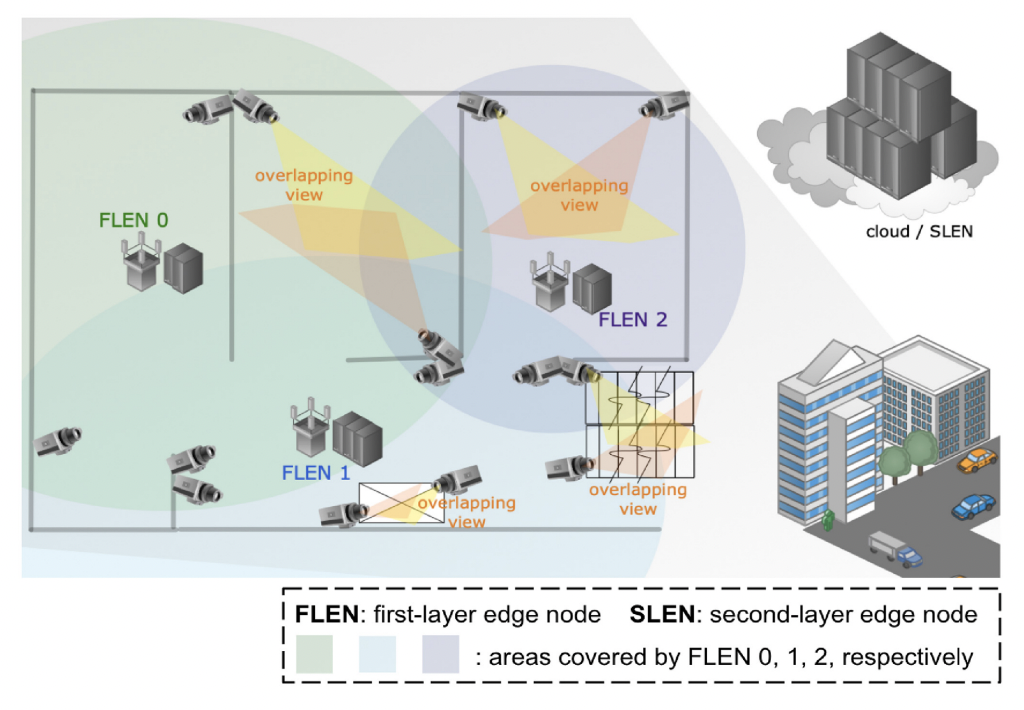 overlapping
view
overlapping
view
FLEN 0
cloud / SLEN
FLEN 2
FLEN 1
overlapping
view
overlapping
view
FLEN: first-layer edge node SLEN: second-layer edge node
: areas covered by FLEN 0, 1, 2, respectively